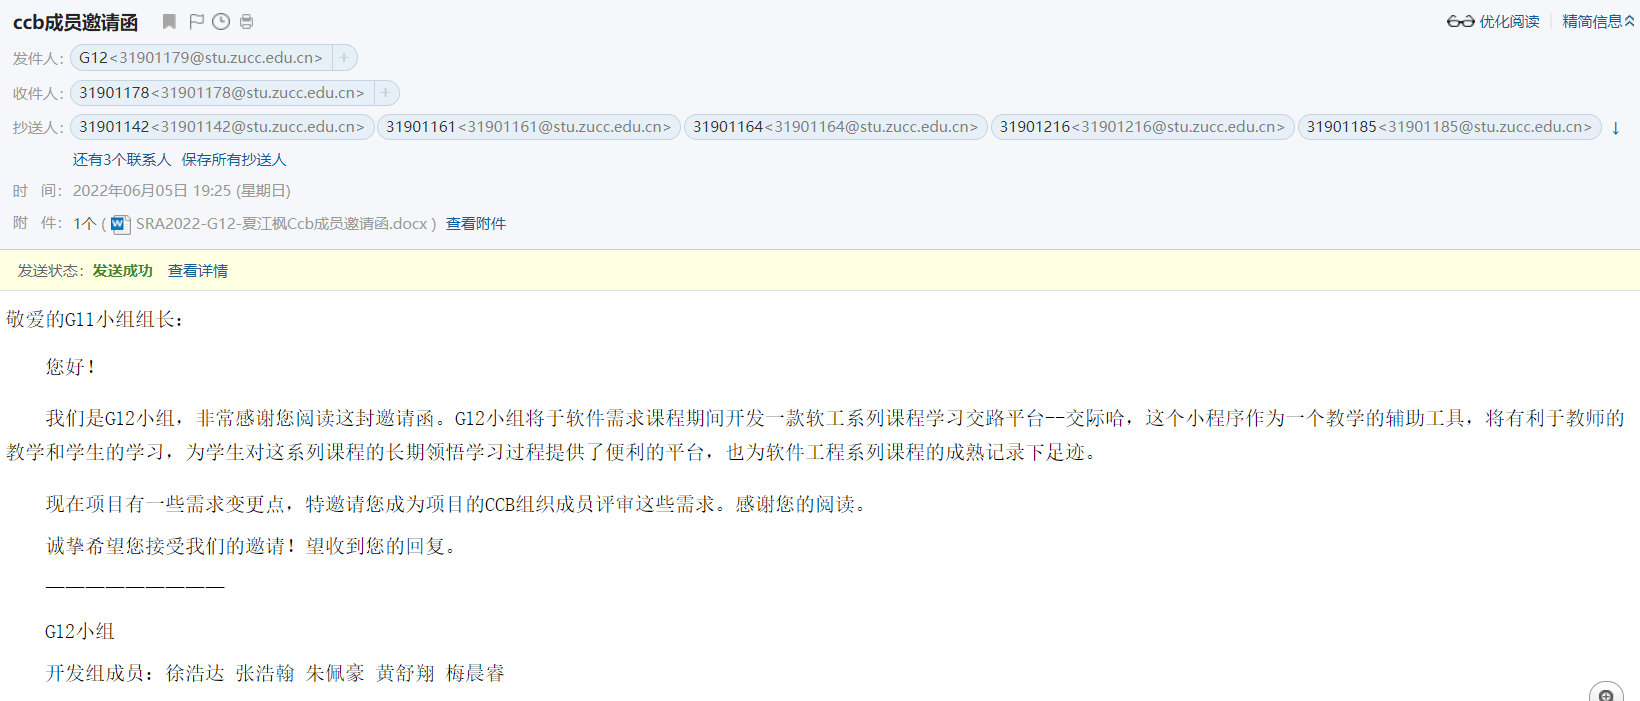 ccb成员邀请函
优化阅读 精简信息
发件人： G12<31901179@stu.zucc.edu.cn> +
收件人： 31901178<31901178@stu.zucc.edu.cn> +
抄送人： 31901142<31901142@stu.zucc.edu.cn> 31901161<31901161@stu.zucc.edu.cn> 31901164<31901164@stu.zucc.edu.cn> 31901216<31901216@stu.zucc.edu.cn> 31901185<31901185@stu.zucc.edu.cn> ↓
还有3个联系人 保存所有抄送人
时 间： 2022年06月05日 19:25 (星期日)
附 件： 1个 ( SRA2022-G12-夏江枫Ccb成员邀请函.docx ) 查看附件
发送状态： 发送成功 查看详情
敬爱的G11小组组长：
您好！
我们是G12小组，非常感谢您阅读这封邀请函。G12小组将于软件需求课程期间开发一款软工系列课程学习交路平台--交际哈，这个小程序作为一个教学的辅助工具，将有利于教师的
教学和学生的学习，为学生对这系列课程的长期领悟学习过程提供了便利的平台，也为软件工程系列课程的成熟记录下足迹。
现在项目有一些需求变更点，特邀请您成为项目的CCB组织成员评审这些需求。感谢您的阅读。
诚挚希望您接受我们的邀请！望收到您的回复。
—————————
G12小组
开发组成员：徐浩达 张浩翰 朱佩豪 黄舒翔 梅晨睿